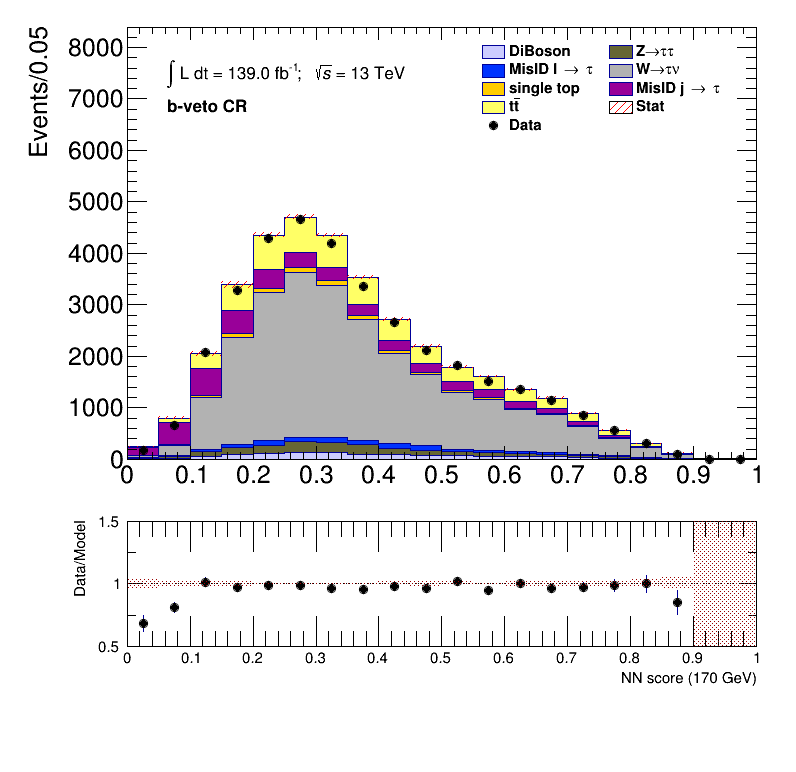 Events/0.05
8000
7000
6000
5000
4000
3000
2000
1000
0
∫ L dt = 139.0 fb⁻¹; √s = 13 TeV
b-veto CR
DiBoson
Z→ττ
MisID l → τ
W→τν
single top
MisID j → τ
tt̄
Stat
Data
0 0.1 0.2 0.3 0.4 0.5 0.6 0.7 0.8 0.9 1
Data/Model
1.5
1
0.5
0 0.1 0.2 0.3 0.4 0.5 0.6 0.7 0.8 0.9 1
NN score (170 GeV)